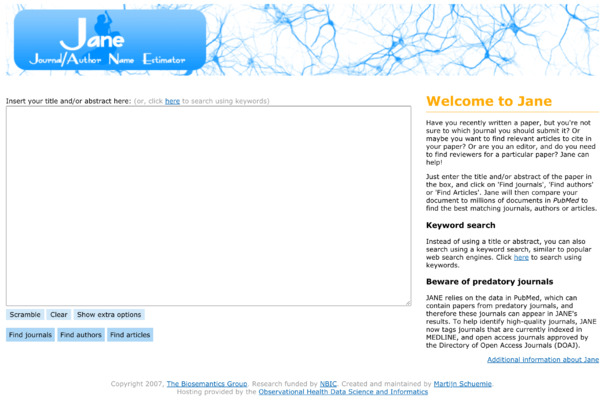 Jane
Journal/Author Name Estimator
Insert your title and/or abstract here: (or, click here to search using keywords)
Scramble Clear Show extra options
Find journals Find authors Find articles
Welcome to Jane
Have you recently written a paper, but you're not
sure to which journal you should submit it? Or
maybe you want to find relevant articles to cite in
your paper? Or are you an editor, and do you need
to find reviewers for a particular paper? Jane can
help!
Just enter the title and/or abstract of the paper in
the box, and click on 'Find journals', 'Find authors'
or 'Find Articles'. Jane will then compare your
document to millions of documents in PubMed to
find the best matching journals, authors or articles.
Keyword search
Instead of using a title or abstract, you can also
search using a keyword search, similar to popular
web search engines. Click here to search using
keywords.
Beware of predatory journals
JANE relies on the data in PubMed, which can
contain papers from predatory journals, and
therefore these journals can appear in JANE's
results. To help identify high-quality journals, JANE
now tags journals that are currently indexed in
MEDLINE, and open access journals approved by
the Directory of Open Access Journals (DOAJ).
Additional information about Jane
Copyright 2007, The Biosemantics Group. Research funded by NBIC. Created and maintained by Martijn Schuemie.
Hosting provided by the Observational Health Data Science and Informatics